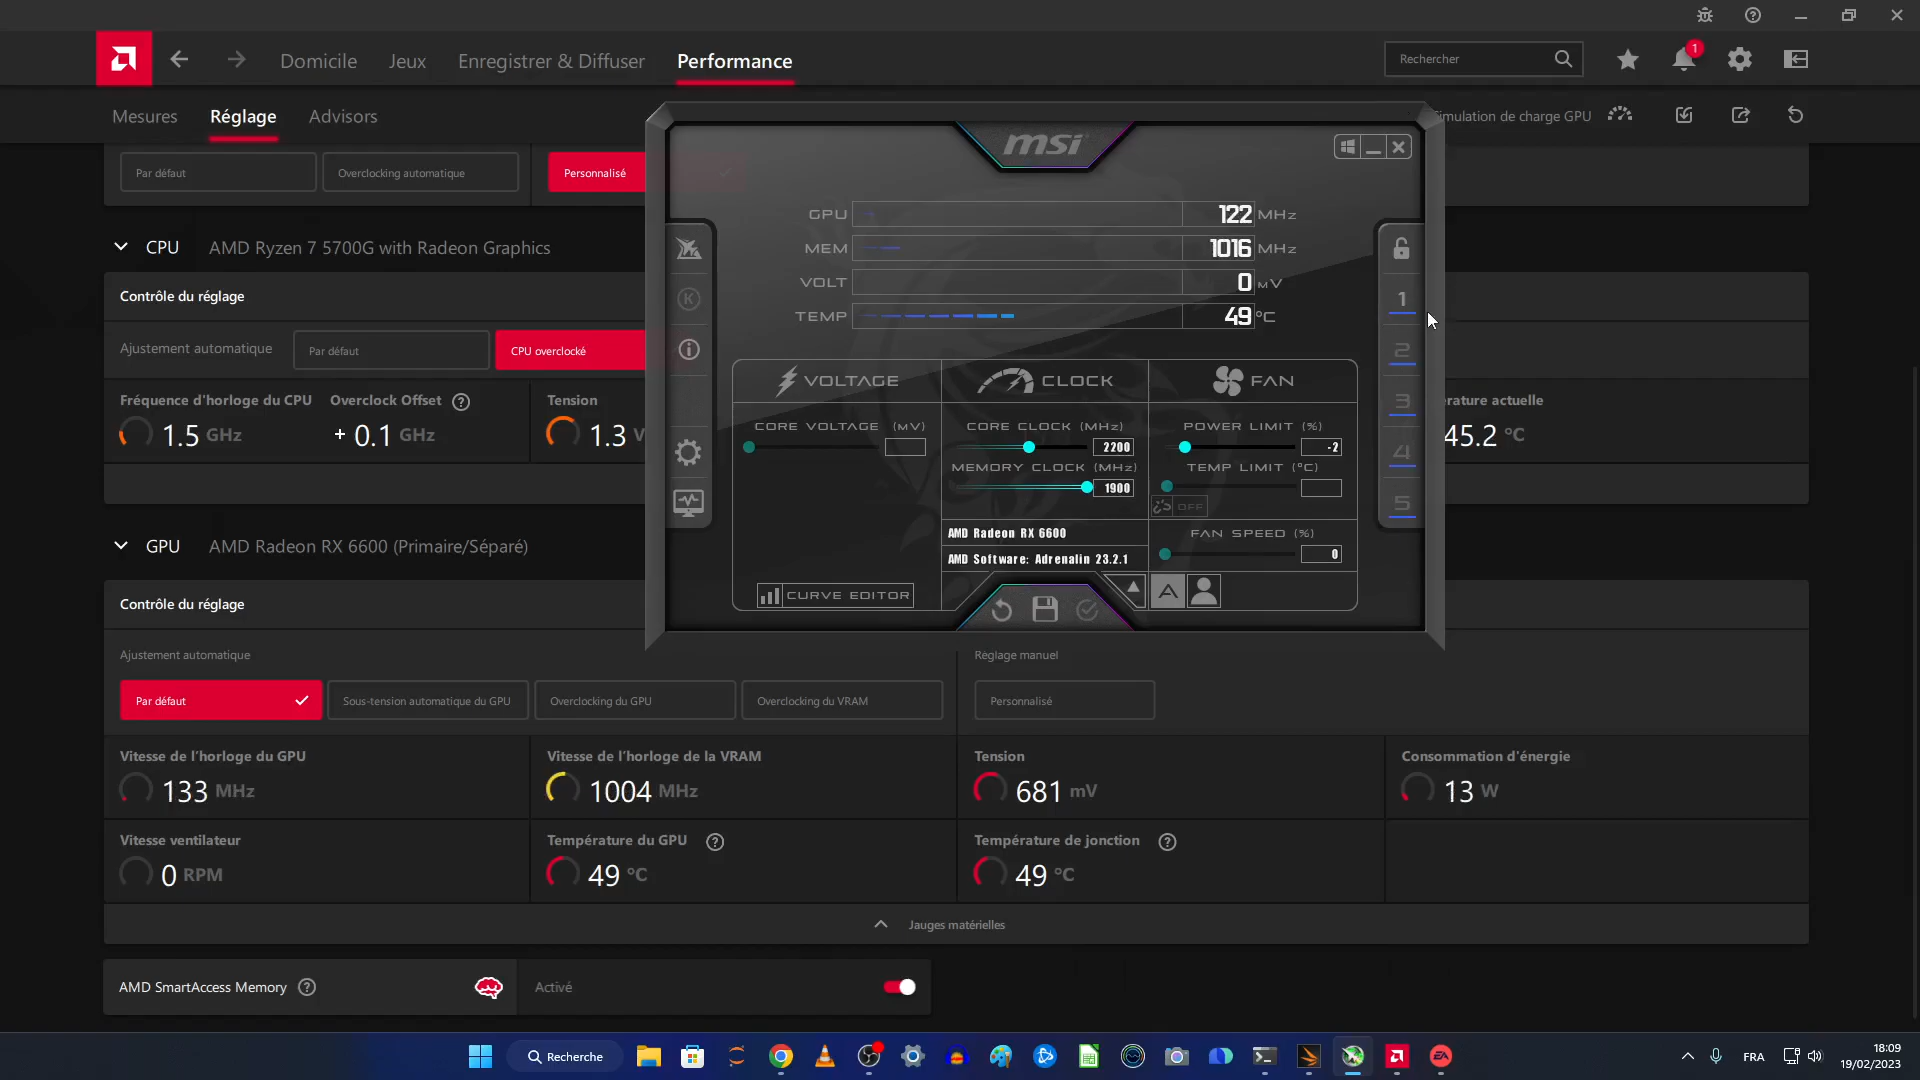 Domicile
Jeux
Enregistrer & Diffuser
Performance
Rechercher
1
Mesures
Réglage
Advisors
imulation de charge GPU
Par défaut
Overclocking automatique
Personnalisé
CPU
AMD Ryzen 7 5700G with Radeon Graphics
Contrôle du réglage
Ajustement automatique
Par défaut
CPU overclocké
Fréquence d'horloge du CPU
Overclock Offset
Tension
rature actuelle
1.5 GHz
+ 0.1 GHz
1.3 V
45.2 °C
msi
GPU
122 MHz
MEM
1016 MHz
VOLT
0 mV
TEMP
49 °C
K
1
2
3
4
5
VOLTAGE
CLOCK
FAN
CORE VOLTAGE (MV)
CORE CLOCK (MHz)
2200
POWER LIMIT (%)
-2
MEMORY CLOCK (MHz)
1900
TEMP LIMIT (°C)
OFF
AMD Radeon RX 6600
AMD Software: Adrenalin 23.2.1
FAN SPEED (%)
0
CURVE EDITOR
A
GPU
AMD Radeon RX 6600 (Primaire/Séparé)
Contrôle du réglage
Ajustement automatique
Réglage manuel
Par défaut
Sous-tension automatique du GPU
Overclocking du GPU
Overclocking du VRAM
Personnalisé
Vitesse de l'horloge du GPU
Vitesse de l'horloge de la VRAM
Tension
Consommation d'énergie
133 MHz
1004 MHz
681 mV
13 W
Vitesse ventilateur
Température du GPU
Température de jonction
0 RPM
49 °C
49 °C
Jauges matérielles
AMD SmartAccess Memory
Activé
Recherche
EA
FRA
18:09
19/02/2023